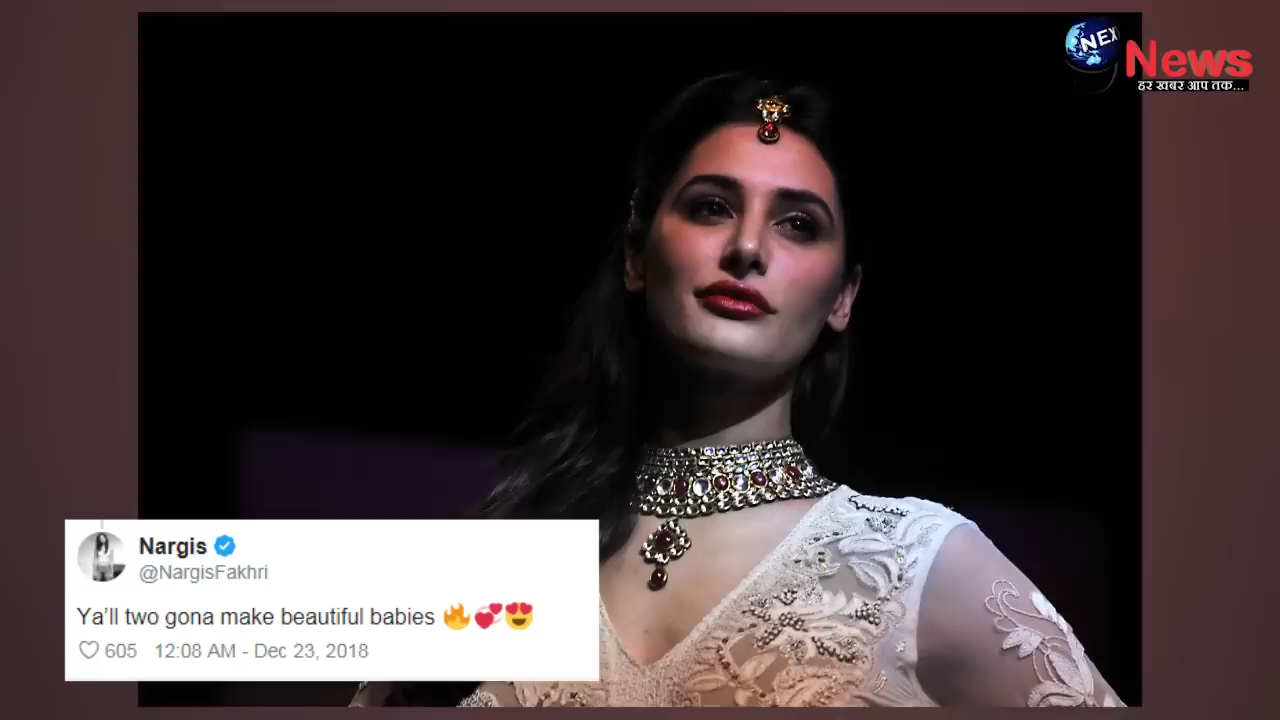 NEX
News
हर खबर आप तक...
Nargis
@NargisFakhri
Ya'll two gona make beautiful babies 🔥💞😍
605 12:08 AM - Dec 23, 2018